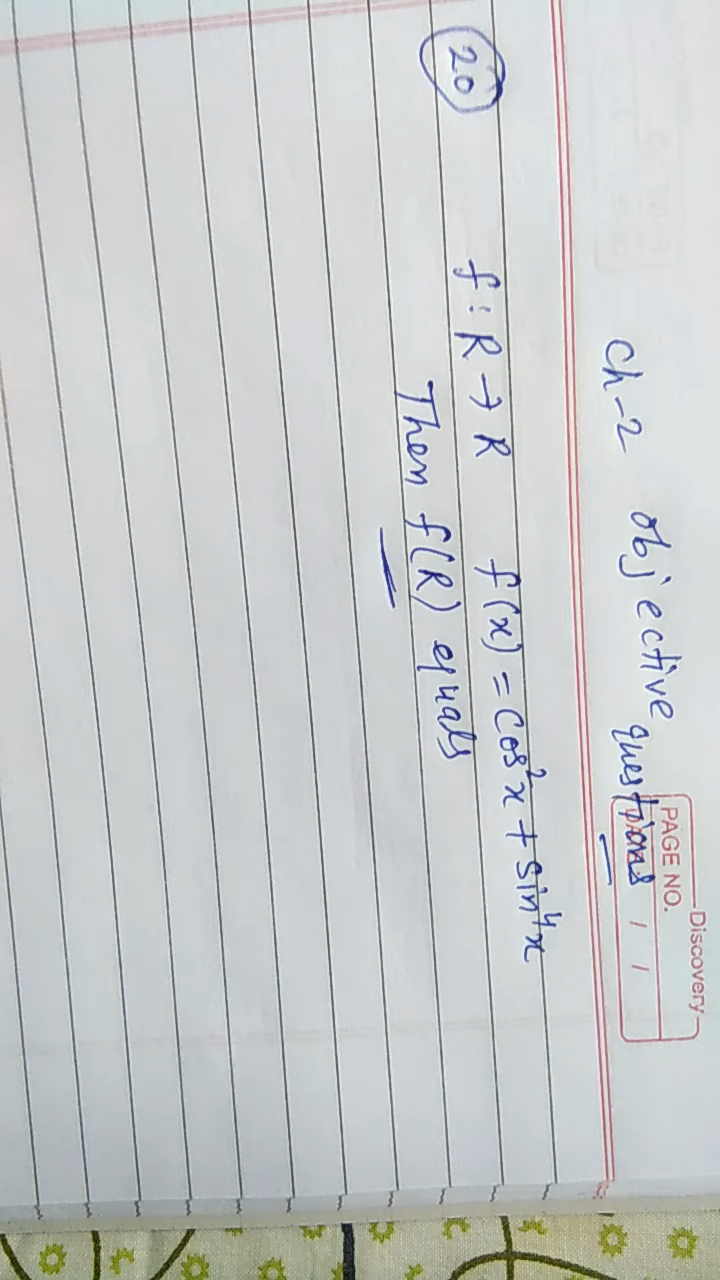 Discovery
PAGE NO.
Ch-2 objective questions
/ /
20 f : R → R f(x) = Cos²x + sin⁴x
Then f(R) equals